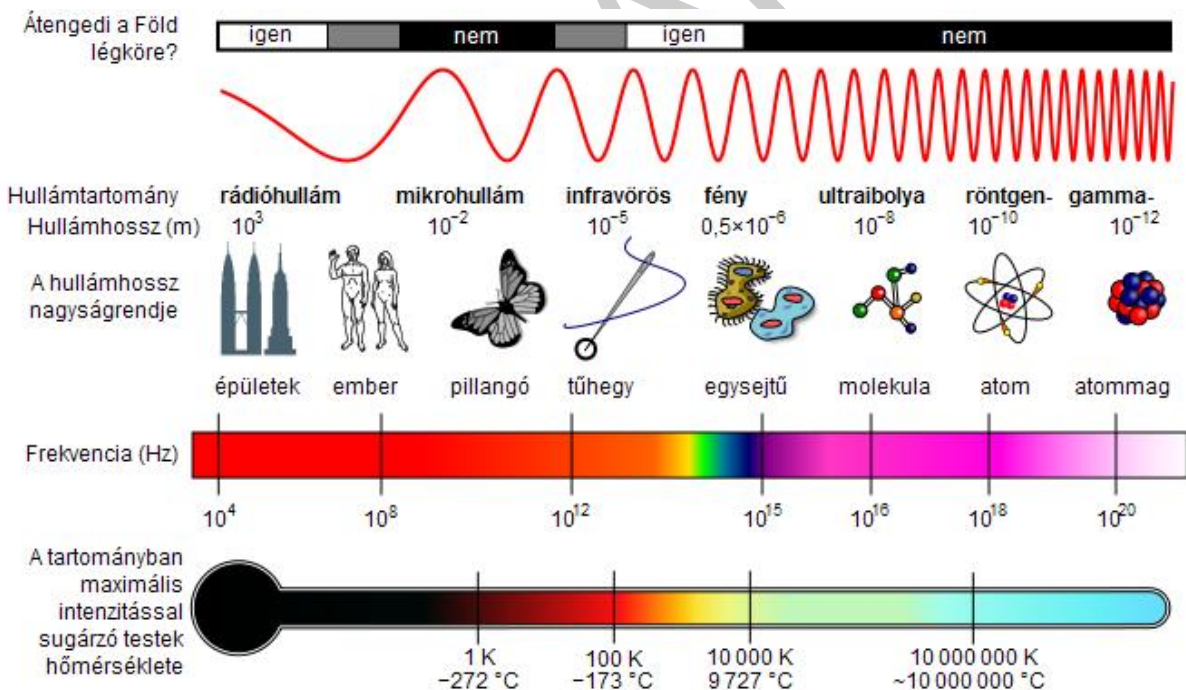 Átengedi a Föld
légköre?
igen nem igen nem
Hullámtartomány rádióhullám mikrohullám infravörös fény ultraibolya röntgen- gamma-
Hullámhossz (m) 10³ 10⁻² 10⁻⁵ 0,5×10⁻⁶ 10⁻⁸ 10⁻¹⁰ 10⁻¹²
A hullámhossz
nagyságrendje
épületek ember pillangó tűhegy egysejtű molekula atom atommag
Frekvencia (Hz)
10⁴ 10⁸ 10¹² 10¹⁵ 10¹⁶ 10¹⁸ 10²⁰
A tartományban
maximális
intenzitással
sugárzó testek
hőmérséklete
1 K 100 K 10 000 K 10 000 000 K
−272 °C −173 °C 9 727 °C ~10 000 000 °C